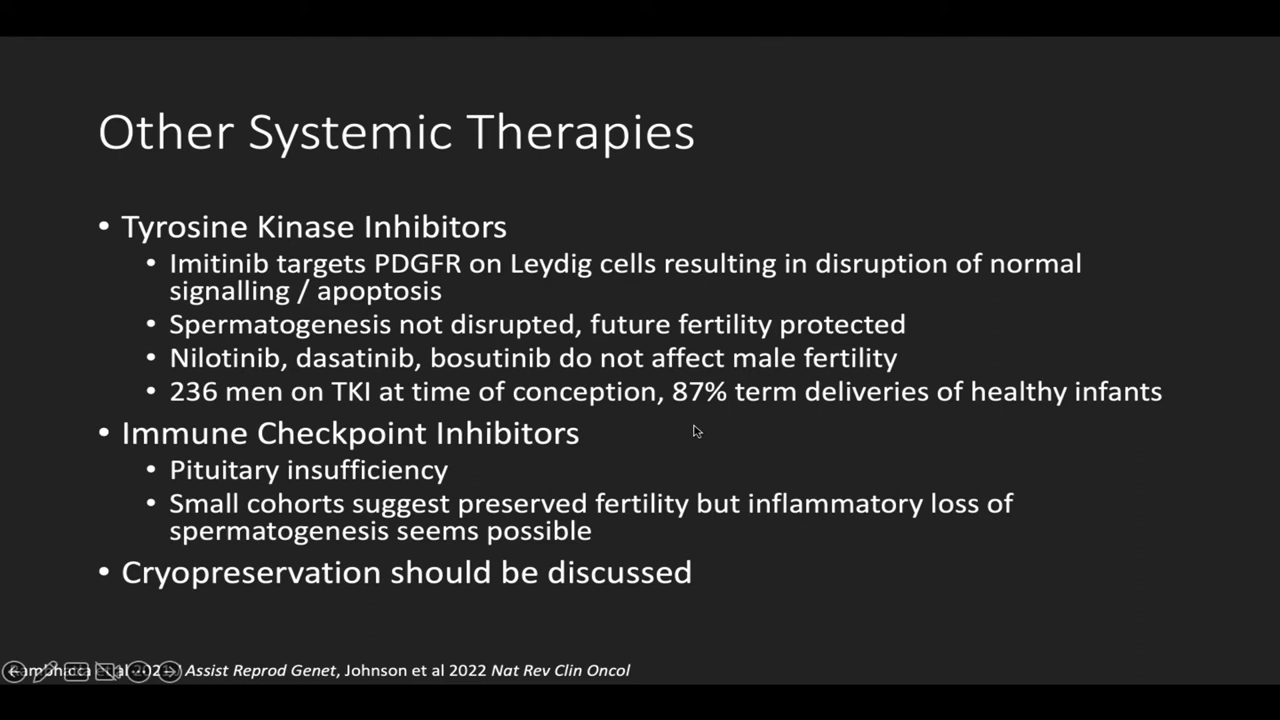 Other Systemic Therapies
• Tyrosine Kinase Inhibitors
• Imitinib targets PDGFR on Leydig cells resulting in disruption of normal
signalling / apoptosis
• Spermatogenesis not disrupted, future fertility protected
• Nilotinib, dasatinib, bosutinib do not affect male fertility
• 236 men on TKI at time of conception, 87% term deliveries of healthy infants
• Immune Checkpoint Inhibitors
• Pituitary insufficiency
• Small cohorts suggest preserved fertility but inflammatory loss of
spermatogenesis seems possible
• Cryopreservation should be discussed
Assist Reprod Genet, Johnson et al 2022 Nat Rev Clin Oncol